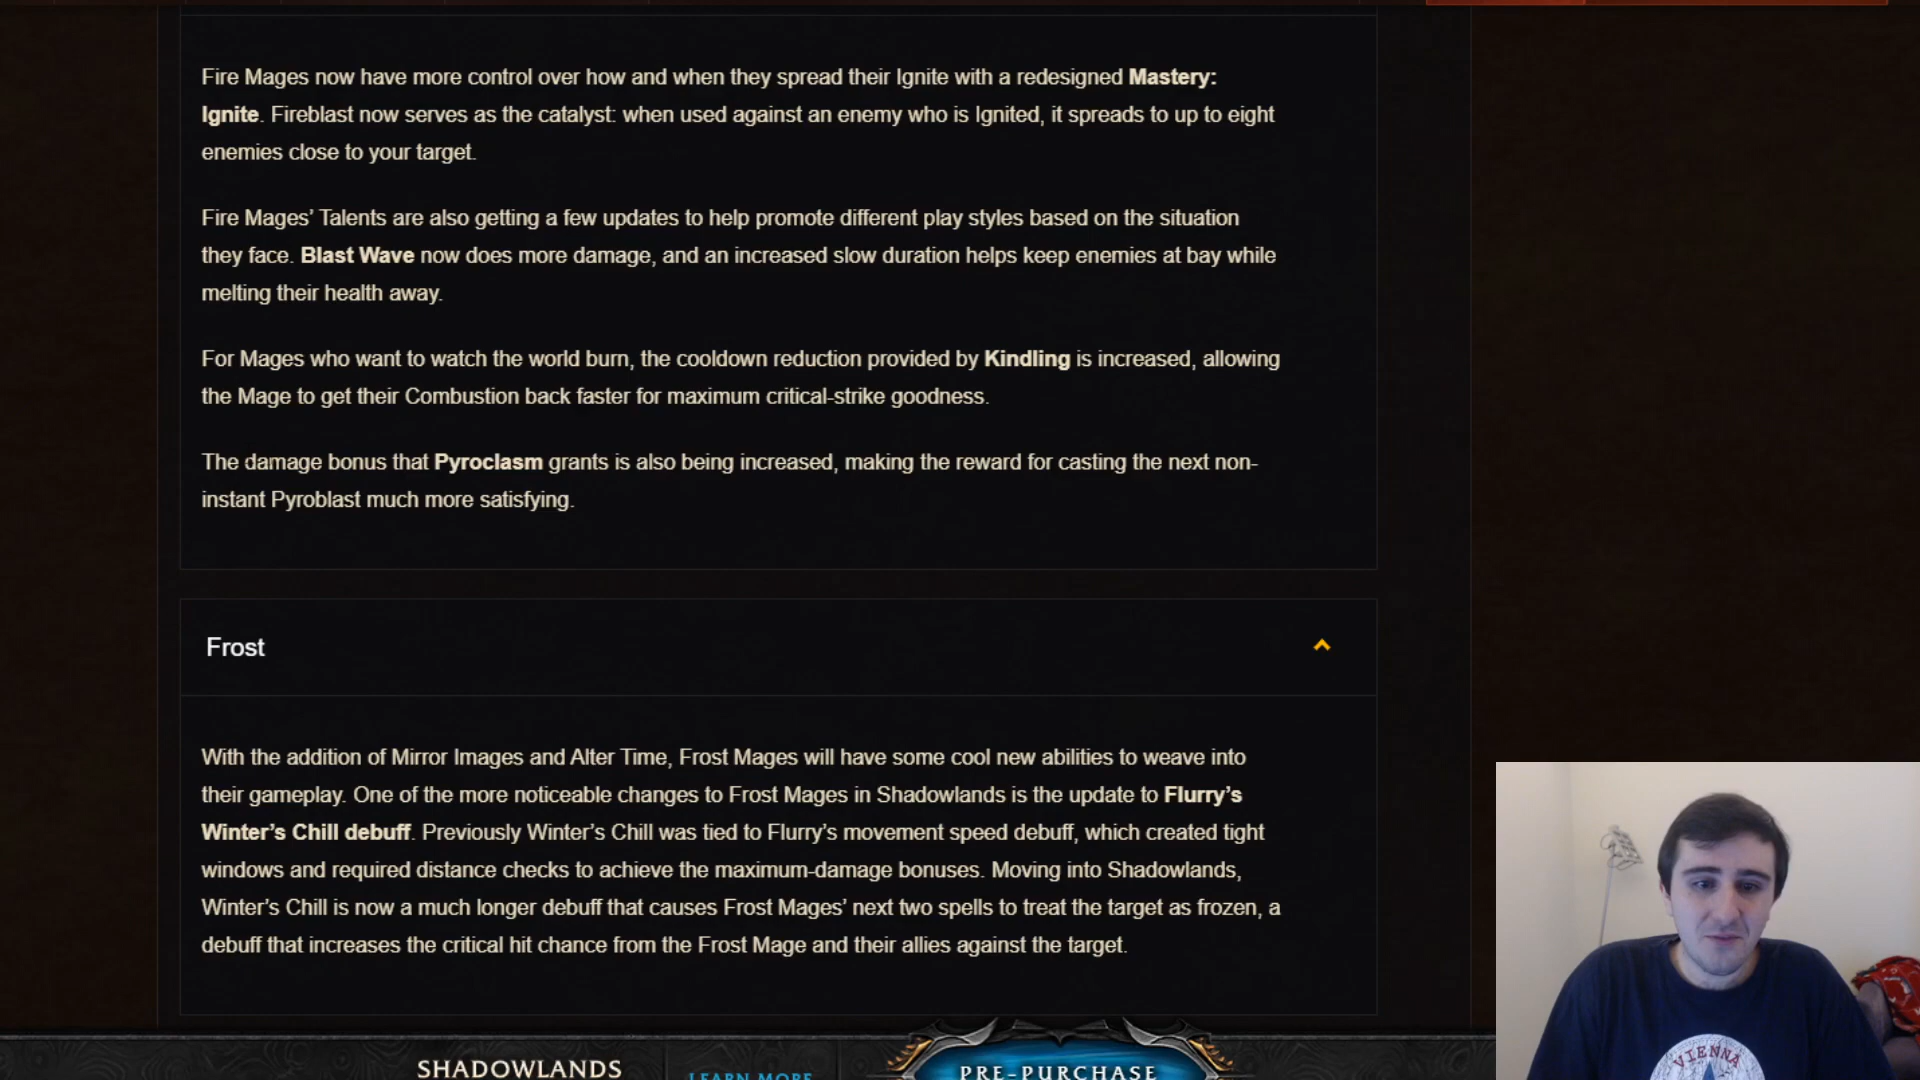 Fire Mages now have more control over how and when they spread their Ignite with a redesigned Mastery:
Ignite. Fireblast now serves as the catalyst: when used against an enemy who is Ignited, it spreads to up to eight
enemies close to your target.
Fire Mages’ Talents are also getting a few updates to help promote different play styles based on the situation
they face. Blast Wave now does more damage, and an increased slow duration helps keep enemies at bay while
melting their health away.
For Mages who want to watch the world burn, the cooldown reduction provided by Kindling is increased, allowing
the Mage to get their Combustion back faster for maximum critical-strike goodness.
The damage bonus that Pyroclasm grants is also being increased, making the reward for casting the next non-
instant Pyroblast much more satisfying.
Frost
With the addition of Mirror Images and Alter Time, Frost Mages will have some cool new abilities to weave into
their gameplay. One of the more noticeable changes to Frost Mages in Shadowlands is the update to Flurry’s
Winter’s Chill debuff. Previously Winter’s Chill was tied to Flurry’s movement speed debuff, which created tight
windows and required distance checks to achieve the maximum-damage bonuses. Moving into Shadowlands,
Winter’s Chill is now a much longer debuff that causes Frost Mages’ next two spells to treat the target as frozen, a
debuff that increases the critical hit chance from the Frost Mage and their allies against the target.
VIENNA
SHADOWLANDS
LEARN MORE
PRE-PURCHASE